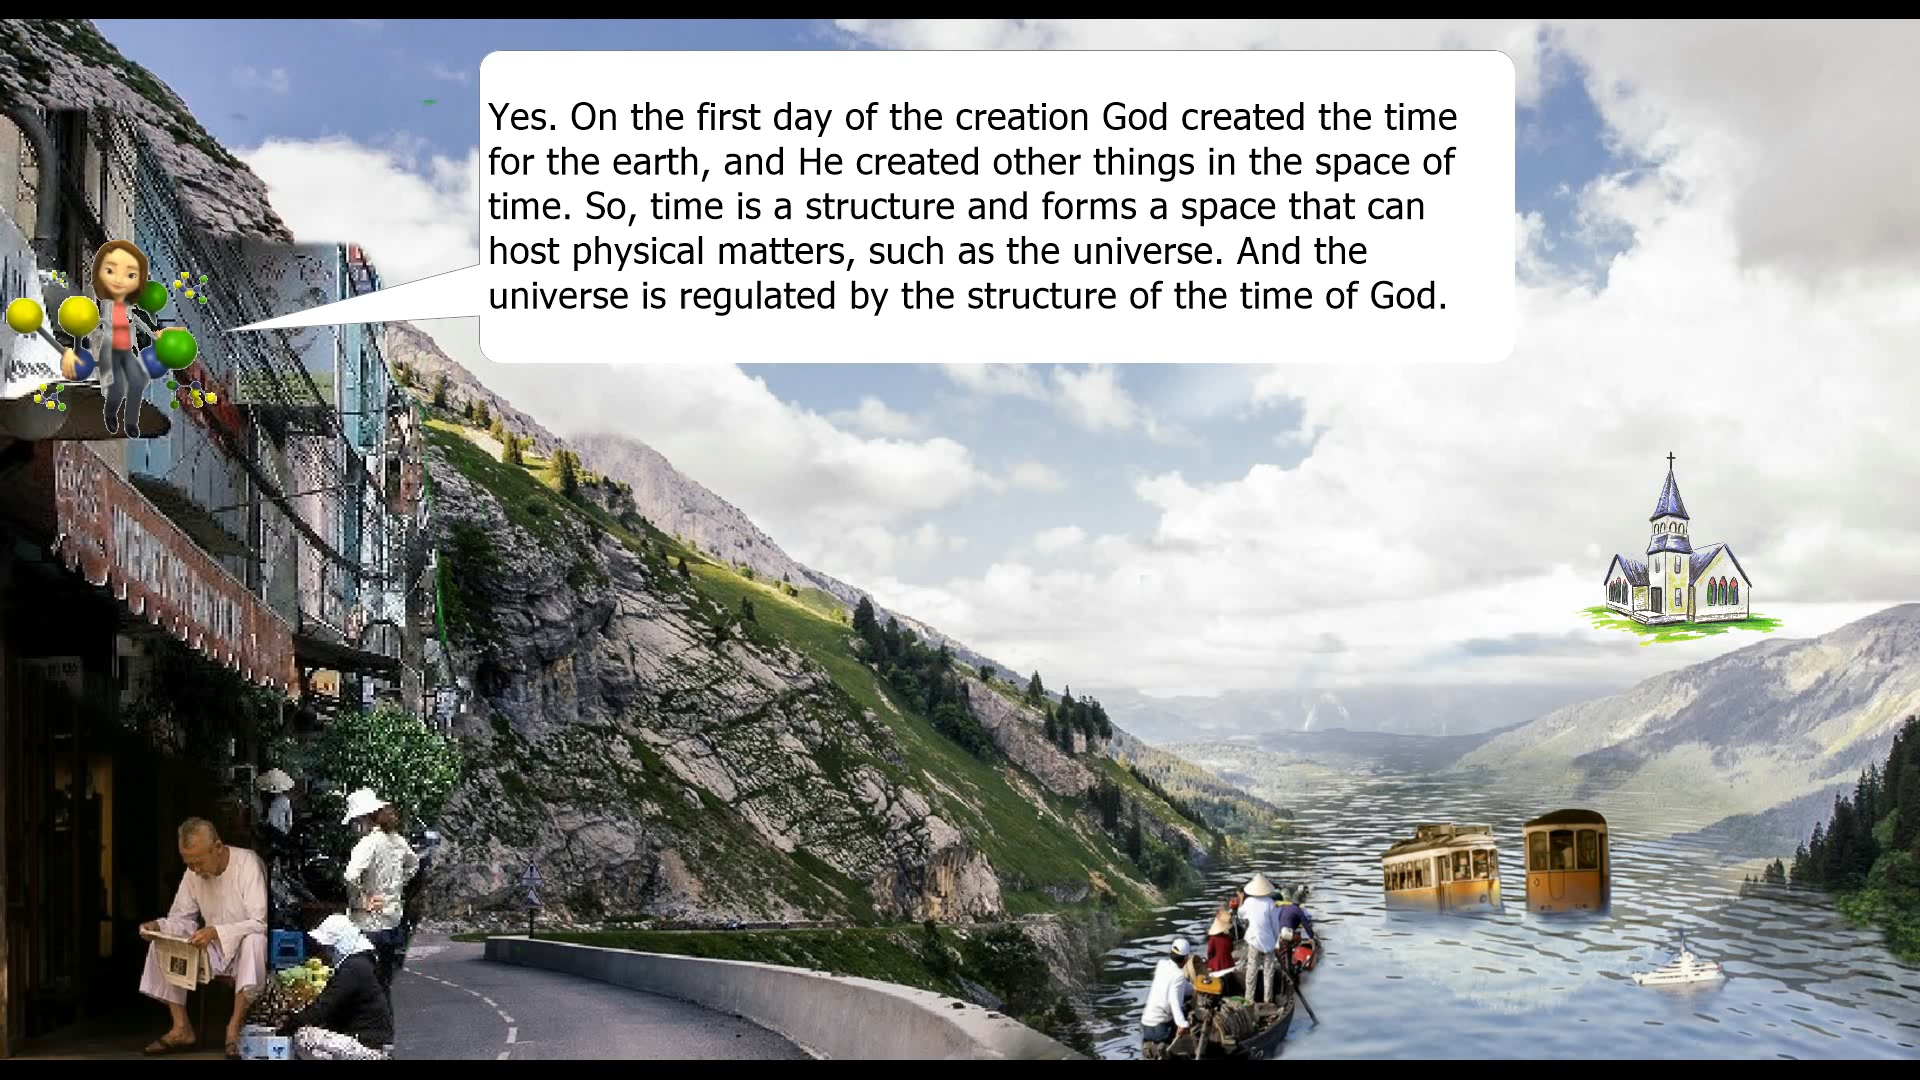 Yes. On the first day of the creation God created the time
for the earth, and He created other things in the space of
time. So, time is a structure and forms a space that can
host physical matters, such as the universe. And the
universe is regulated by the structure of the time of God.